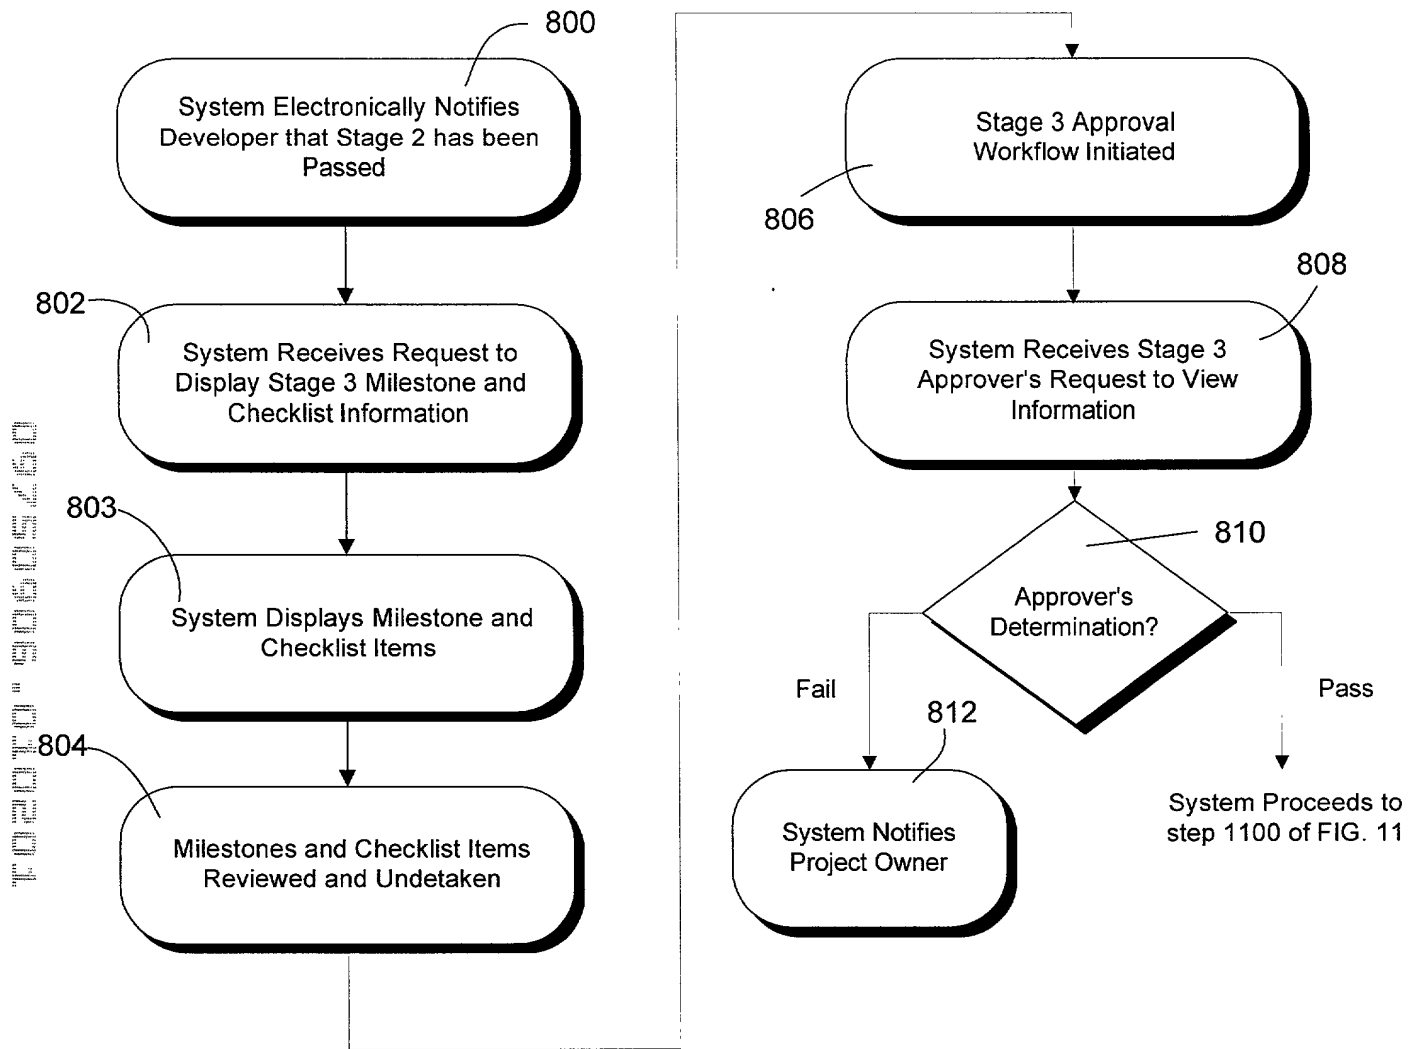 800
System Electronically Notifies
Developer that Stage 2 has been
Passed
802
System Receives Request to
Display Stage 3 Milestone and
Checklist Information
803
System Displays Milestone and
Checklist Items
804
Milestones and Checklist Items
Reviewed and Undetaken
Stage 3 Approval
Workflow Initiated
806
808
System Receives Stage 3
Approver's Request to View
Information
810
Approver's
Determination?
Fail
Pass
812
System Notifies
Project Owner
System Proceeds to
step 1100 of FIG. 11